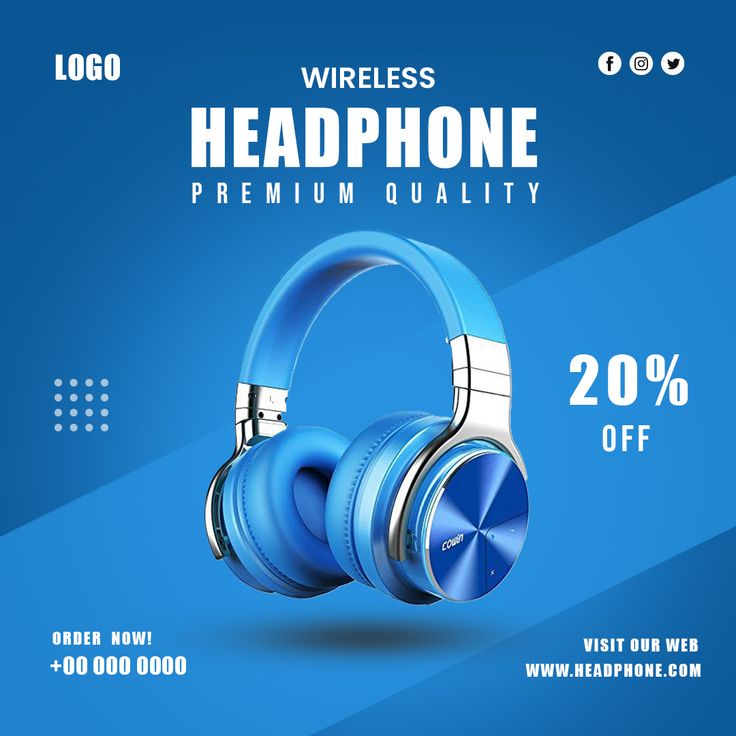 LOGO
WIRELESS
HEADPHONE
PREMIUM QUALITY
20%
OFF
cowin
ORDER NOW!
+00 000 0000
VISIT OUR WEB
WWW.HEADPHONE.COM